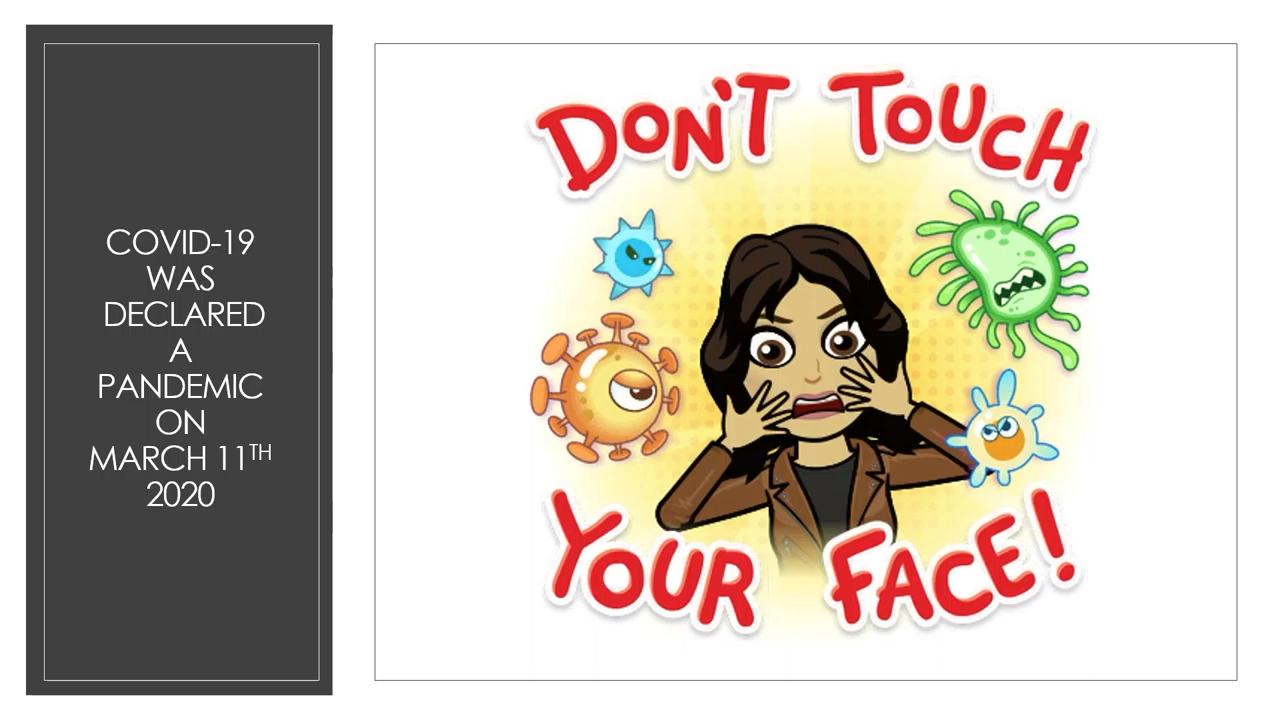 COVID-19
WAS
DECLARED
A
PANDEMIC
ON
MARCH 11TH
2020
DON'T TOUCH
YOUR FACE!